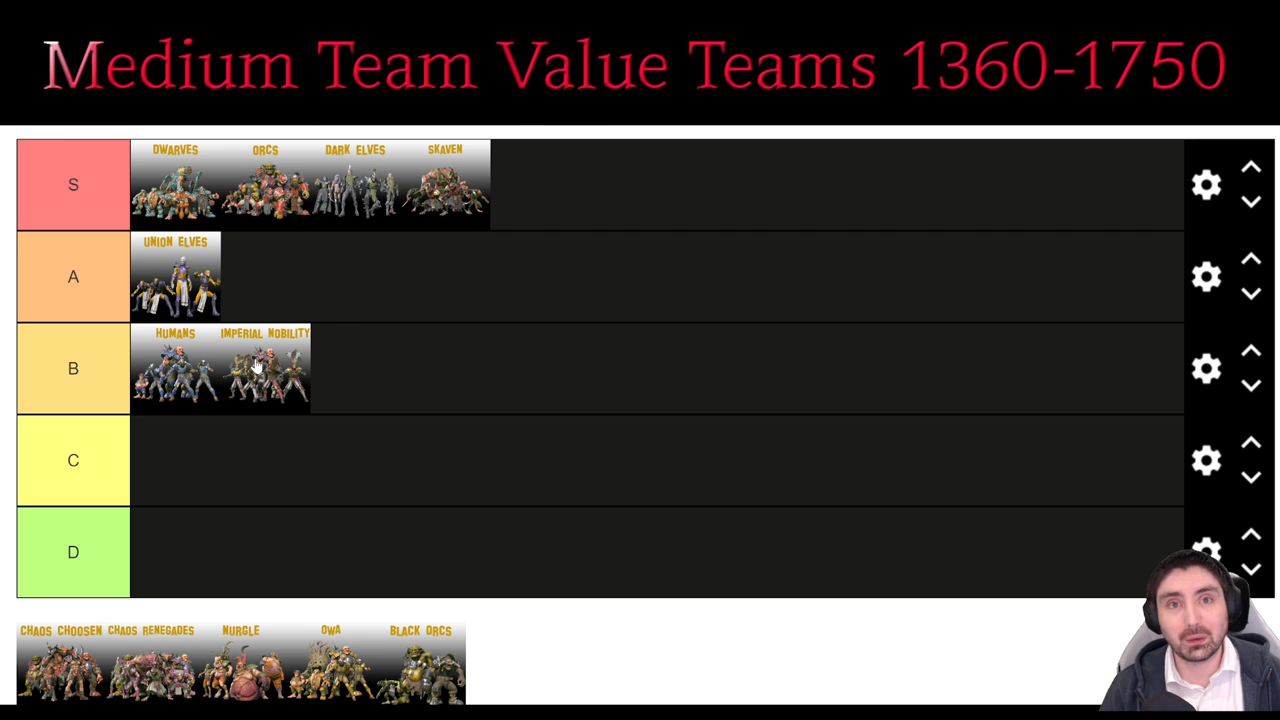 Medium Team Value Teams 1360-1750
S
DWARVES
ORCS
DARK ELVES
SKAVEN
A
UNION ELVES
B
HUMANS
IMPERIAL NOBILITY
C
D
CHAOS CHOOSEN
CHAOS RENEGADES
NURGLE
OWA
BLACK ORCS